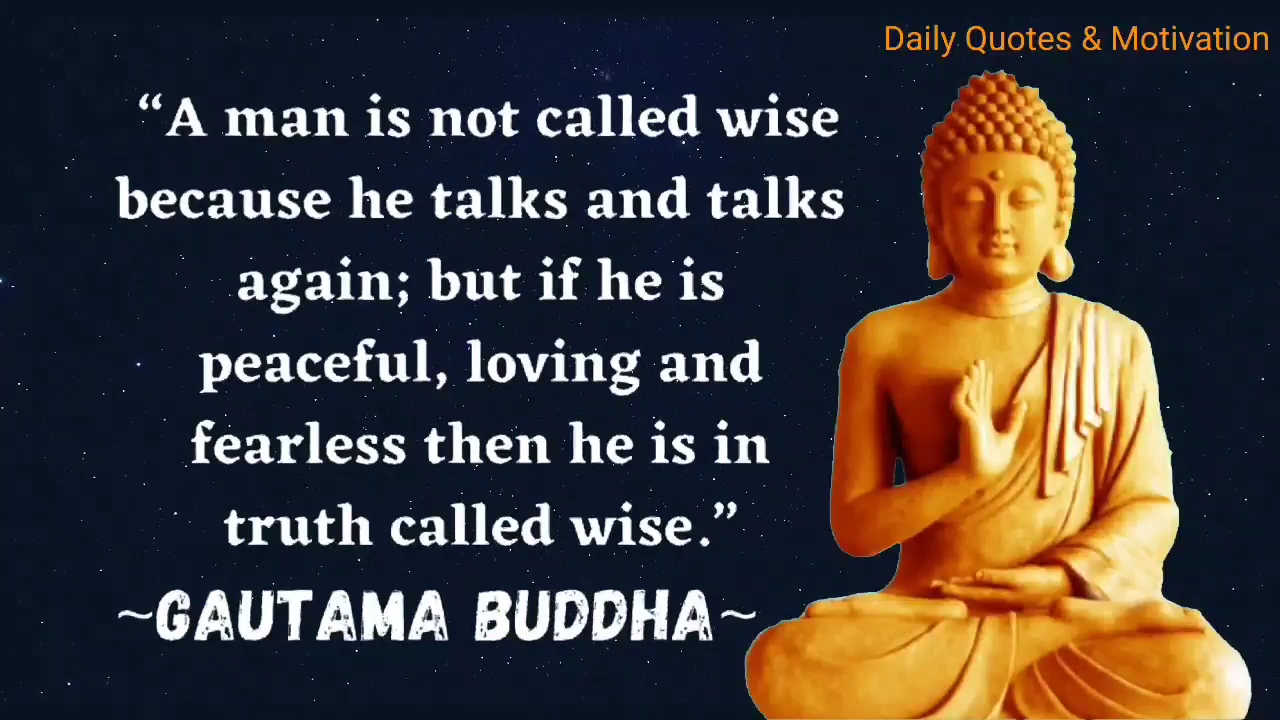 Daily Quotes & Motivation
“A man is not called wise
because he talks and talks
again; but if he is
peaceful, loving and
fearless then he is in
truth called wise.”
~GAUTAMA BUDDHA~